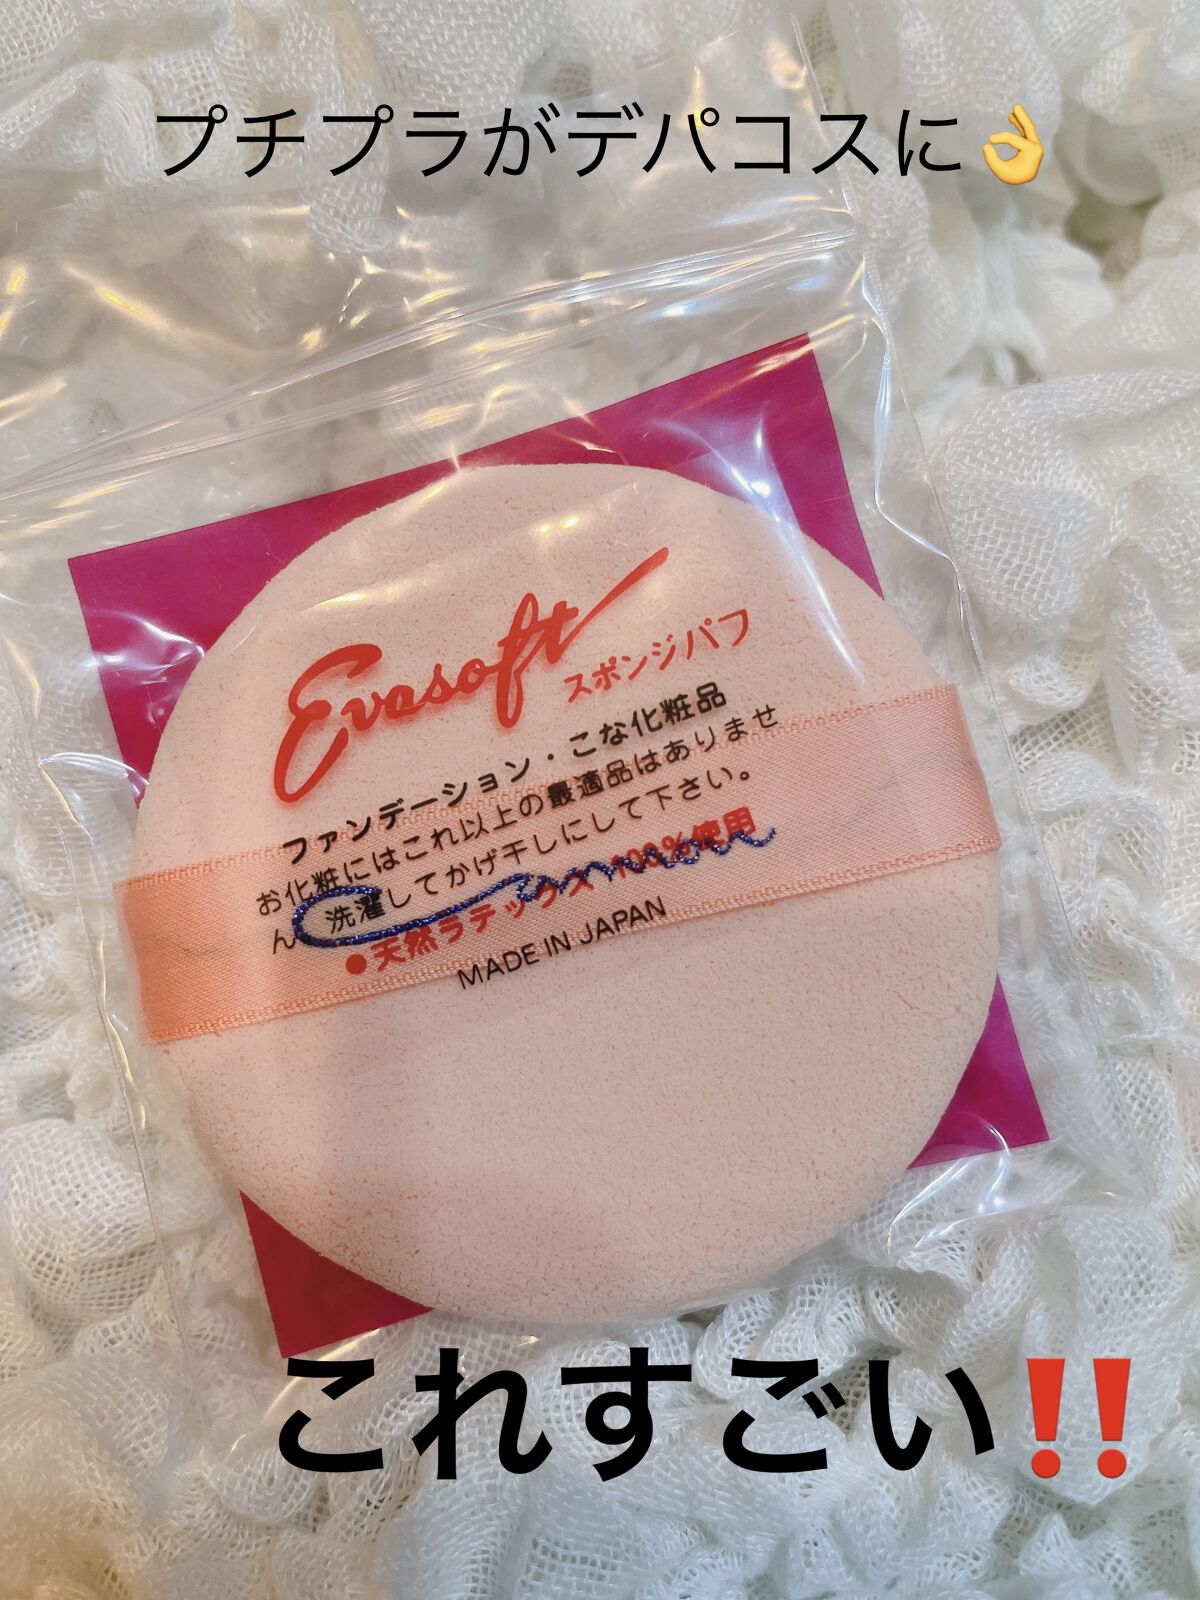 プチプラがデパコスに👌
Evasoft
スポンジパフ
ファンデーション・こな化粧品
お化粧にはこれ以上の最適品はありませ
ん 洗濯してかげ干しにして下さい。
●天然ラテックス100%使用
MADE IN JAPAN
これすごい‼️